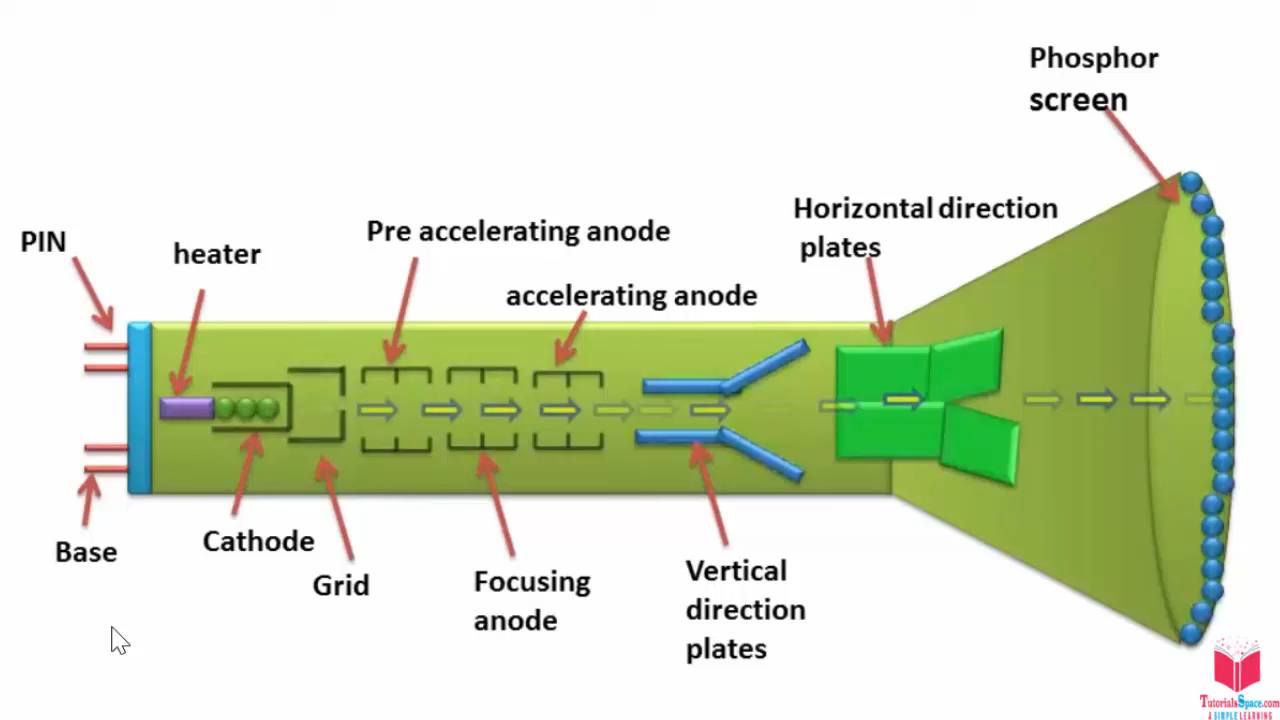 Phosphor
screen
Horizontal direction
plates
Pre accelerating anode
PIN
heater
accelerating anode
Cathode
Base
Grid
Focusing
anode
Vertical
direction
plates
TutorialsSpace.com
A SIMPLE LEARNING